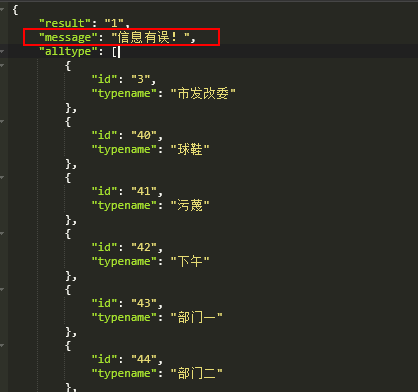 {
"result": "1",
"message": "信息有误！",
"alltype": [
{
"id": "3",
"typename": "市发改委"
},
{
"id": "40",
"typename": "球鞋"
},
{
"id": "41",
"typename": "污蔑"
},
{
"id": "42",
"typename": "下午"
},
{
"id": "43",
"typename": "部门一"
},
{
"id": "44",
"typename": "部门二"
},